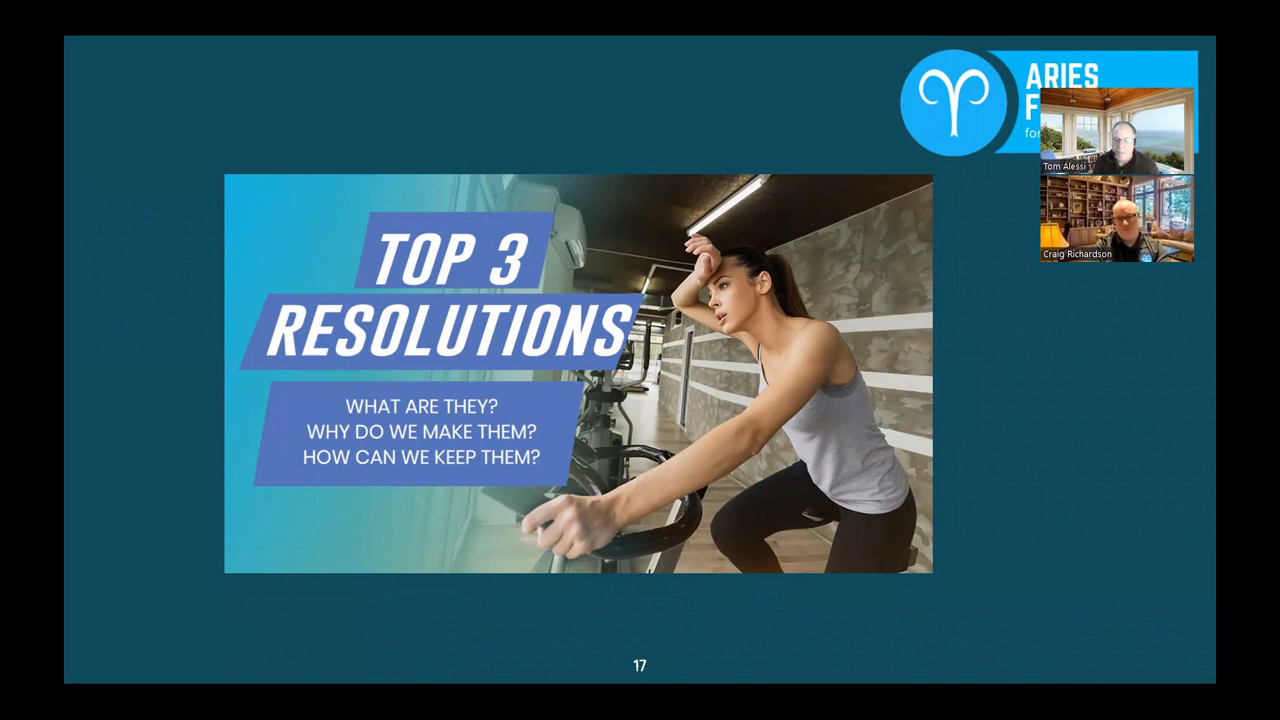 ARIES
Tom Alessi
Craig Richardson
TOP 3
RESOLUTIONS
WHAT ARE THEY?
WHY DO WE MAKE THEM?
HOW CAN WE KEEP THEM?
17